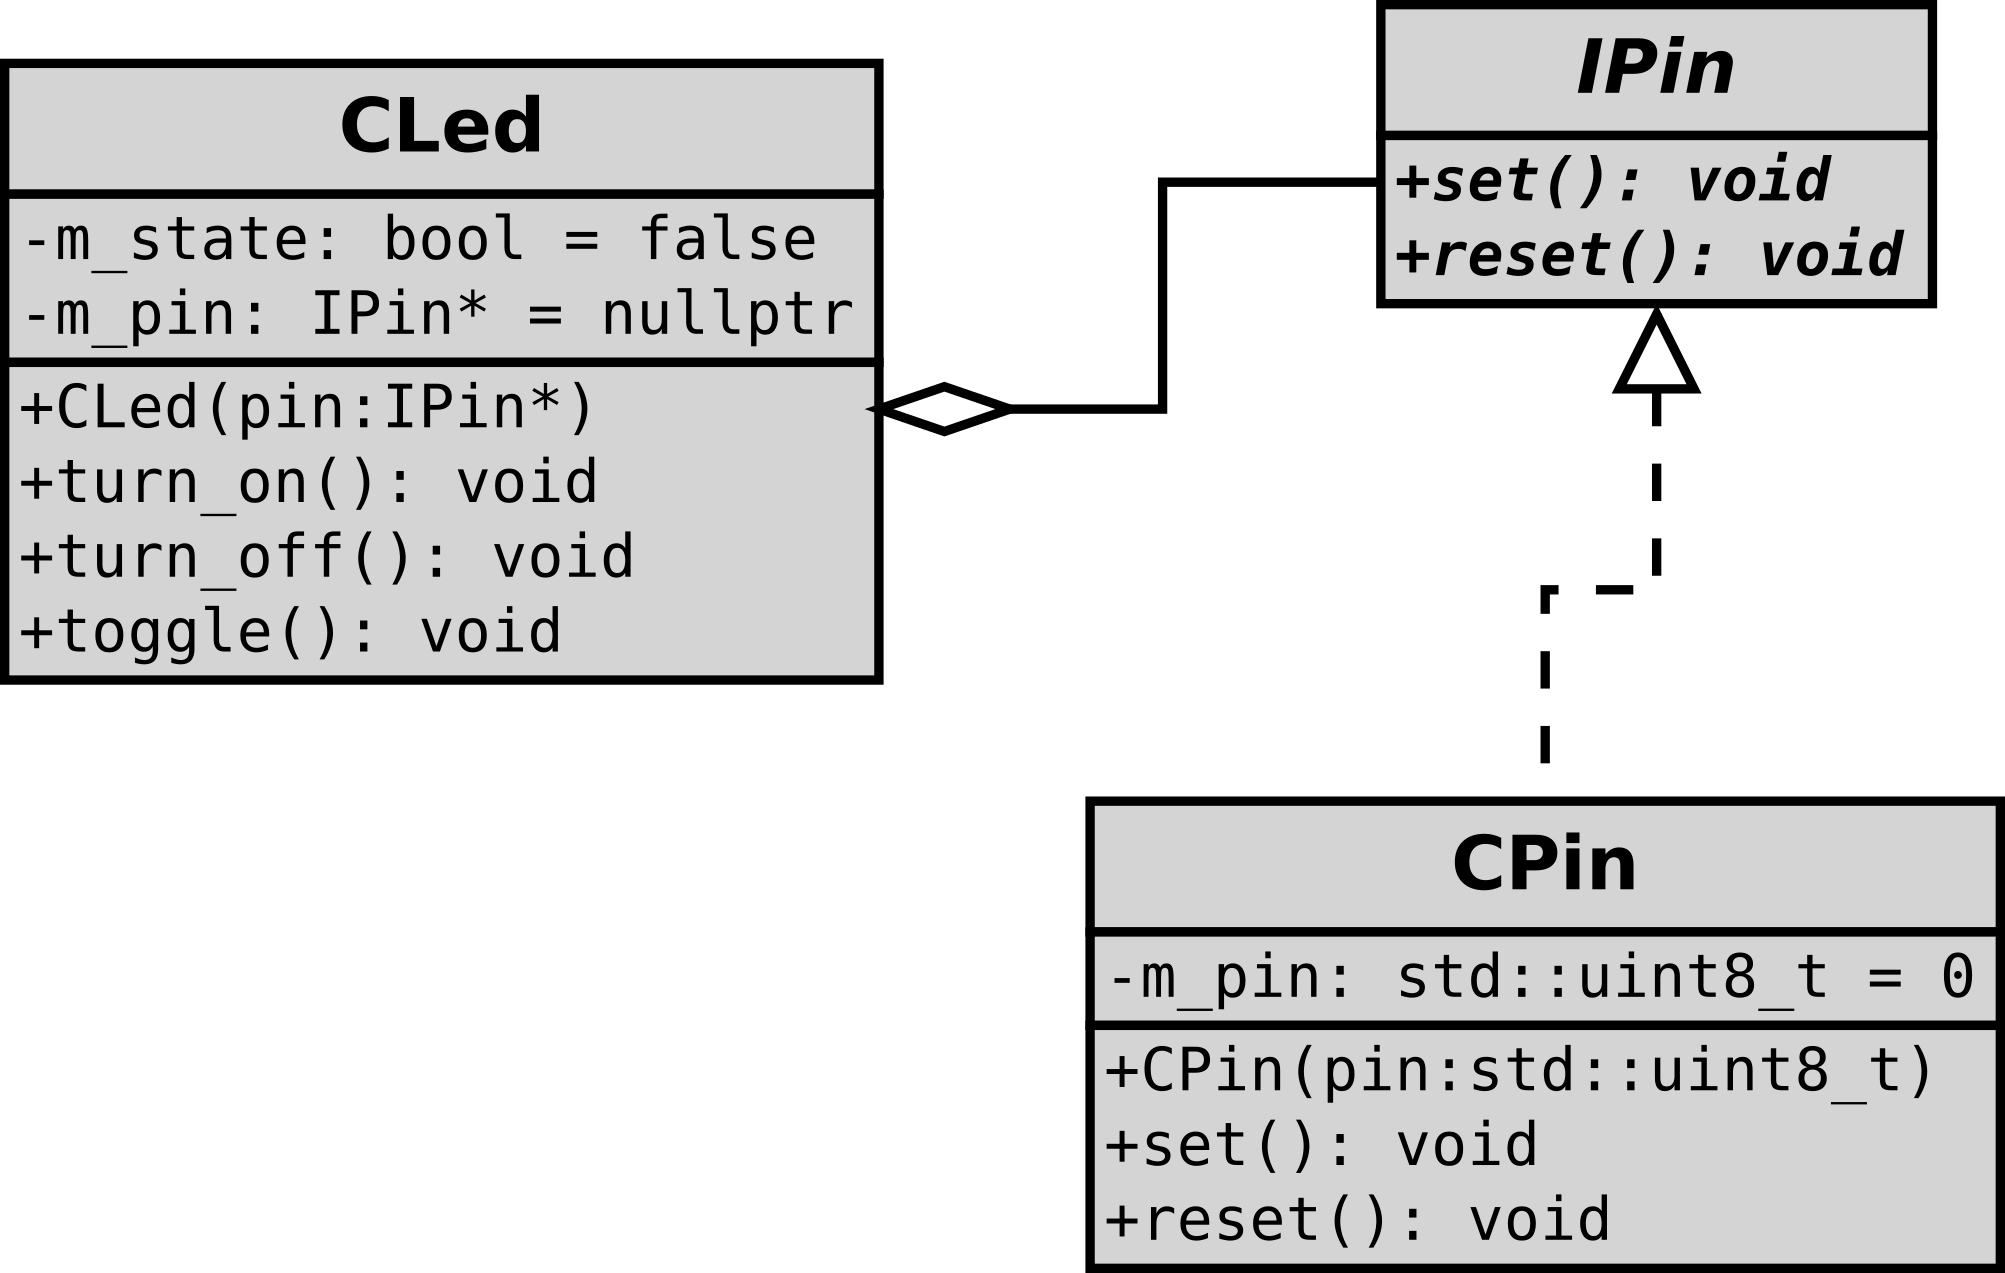 CLed
-m_state: bool = false
-m_pin: IPin* = nullptr
+CLed(pin:IPin*)
+turn_on(): void
+turn_off(): void
+toggle(): void
IPin
+set(): void
+reset(): void
CPin
-m_pin: std::uint8_t = 0
+CPin(pin:std::uint8_t)
+set(): void
+reset(): void